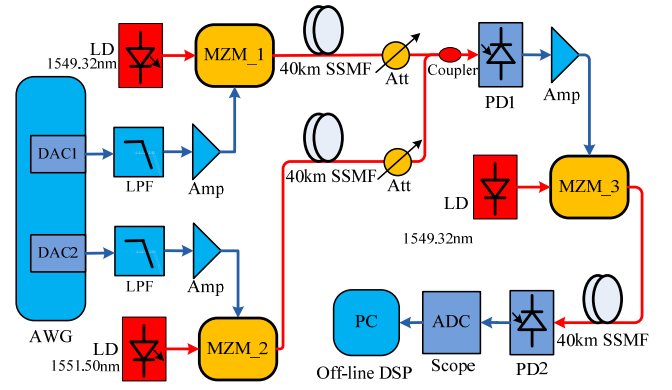 LD
1549.32nm
MZM_1
40km SSMF
Att
Coupler
PD1
Amp
DAC1
LPF
Amp
40km SSMF
Att
MZM_3
LD
1549.32nm
DAC2
LPF
Amp
AWG
LD
1551.50nm
MZM_2
PC
Off-line DSP
ADC
Scope
PD2
40km SSMF